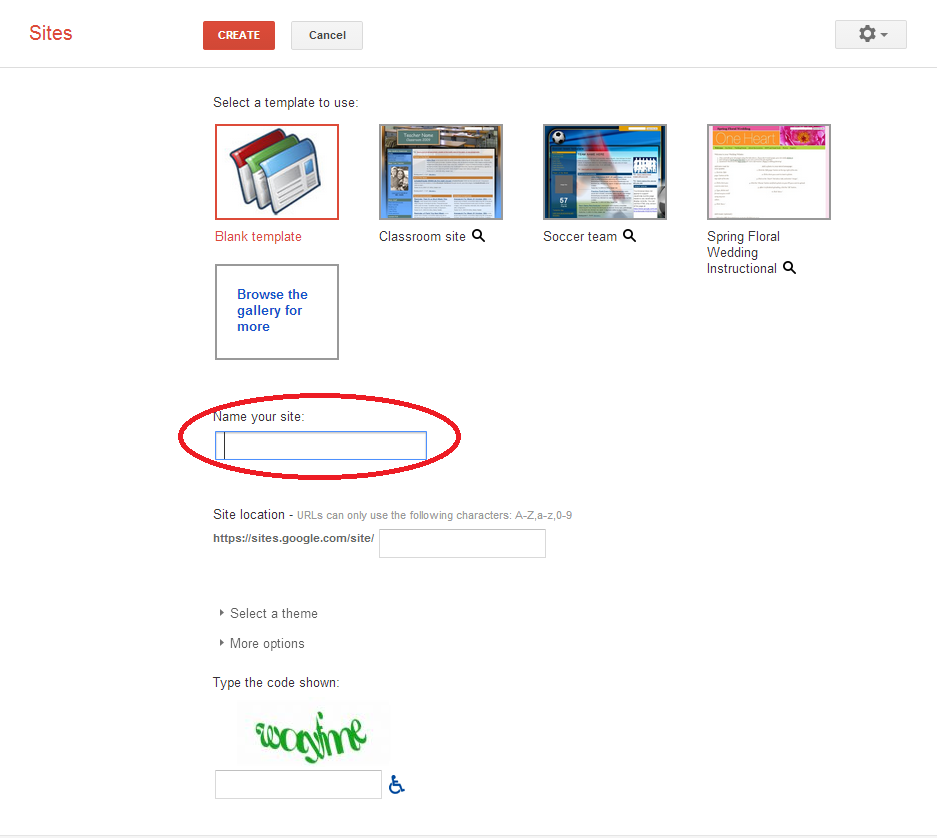 Sites
CREATE
Cancel
Select a template to use:
Blank template
Classroom site
Soccer team
Spring Floral
Wedding
Instructional
Teacher Home
One Heart
57
Browse the
gallery for
more
Name your site:
Site location - URLs can only use the following characters: A-Z,a-z,0-9
https://sites.google.com/site/
Select a theme
More options
Type the code shown: